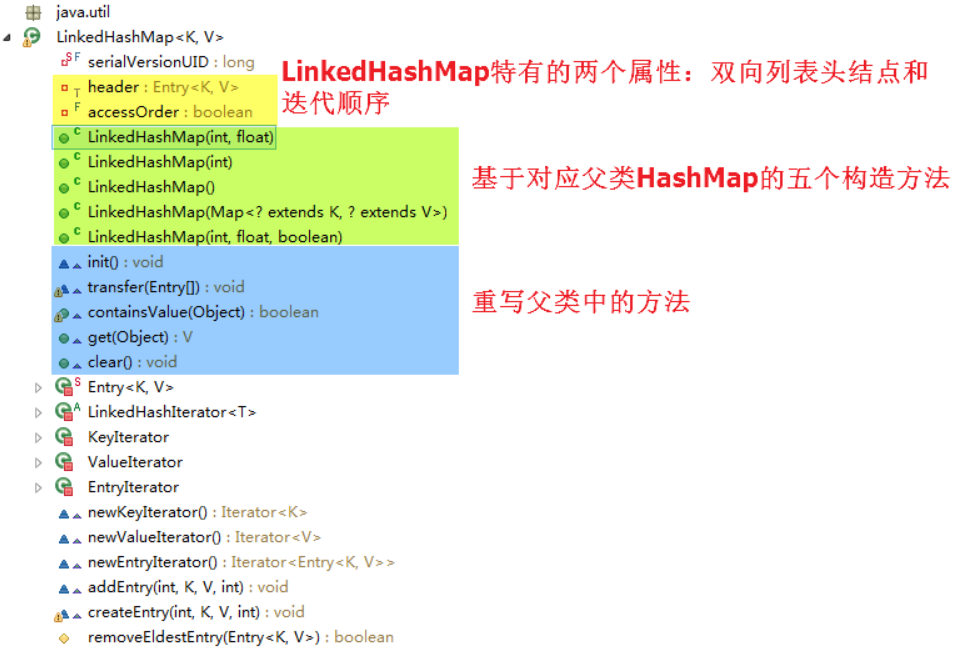 java.util
LinkedHashMap<K, V>
serialVersionUID : long
header : Entry<K, V>
accessOrder : boolean
LinkedHashMap特有的两个属性：双向列表头结点和
迭代顺序
LinkedHashMap(int, float)
LinkedHashMap(int)
LinkedHashMap()
LinkedHashMap(Map<? extends K, ? extends V>)
LinkedHashMap(int, float, boolean)
基于对应父类HashMap的五个构造方法
init() : void
transfer(Entry[]) : void
containsValue(Object) : boolean
get(Object) : V
clear() : void
重写父类中的方法
Entry<K, V>
LinkedHashIterator<T>
KeyIterator
ValueIterator
EntryIterator
newKeyIterator() : Iterator<K>
newValueIterator() : Iterator<V>
newEntryIterator() : Iterator<Entry<K, V>>
addEntry(int, K, V, int) : void
createEntry(int, K, V, int) : void
removeEldestEntry(Entry<K, V>) : boolean